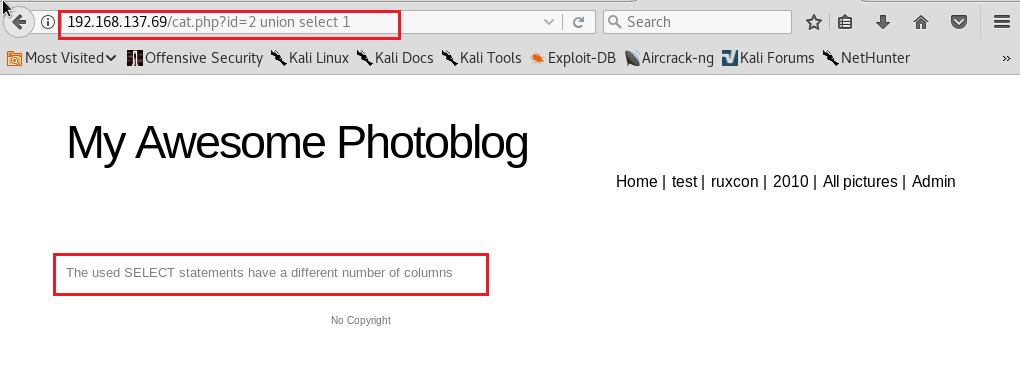 192.168.137.69/cat.php?id=2 union select 1
Search
Most Visited Offensive Security Kali Linux Kali Docs Kali Tools Exploit-DB Aircrack-ng Kali Forums NetHunter »
My Awesome Photoblog
Home | test | ruxcon | 2010 | All pictures | Admin
The used SELECT statements have a different number of columns
No Copyright